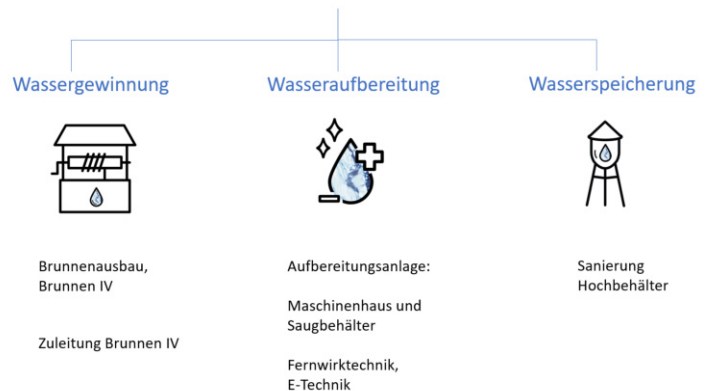 Wassergewinnung
Wasseraufbereitung
Wasserspeicherung
Brunnenausbau,
Brunnen IV
Zuleitung Brunnen IV
Aufbereitungsanlage:
Maschinenhaus und
Saugbehälter
Fernwirktechnik,
E-Technik
Sanierung
Hochbehälter